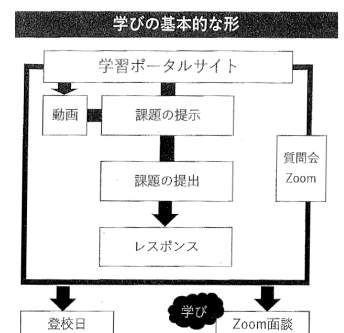 学びの基本的な形
学習ポータルサイト
動画
課題の提示
質問会
Zoom
課題の提出
レスポンス
学び
登校日
Zoom面談